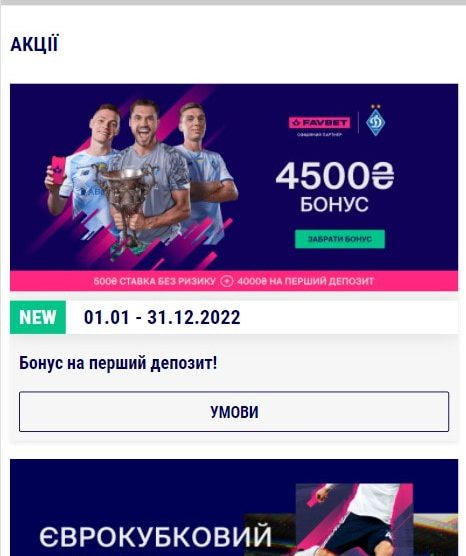 АКЦІЇ
FAVBET
ОФІЦІЙНИЙ ПАРТНЕР
4500₴
БОНУС
ЗАБРАТИ БОНУС
500₴ СТАВКА БЕЗ РИЗИКУ + 4000₴ НА ПЕРШИЙ ДЕПОЗИТ
NEW 01.01 - 31.12.2022
Бонус на перший депозит!
УМОВИ
ЄВРОКУБКОВИЙ